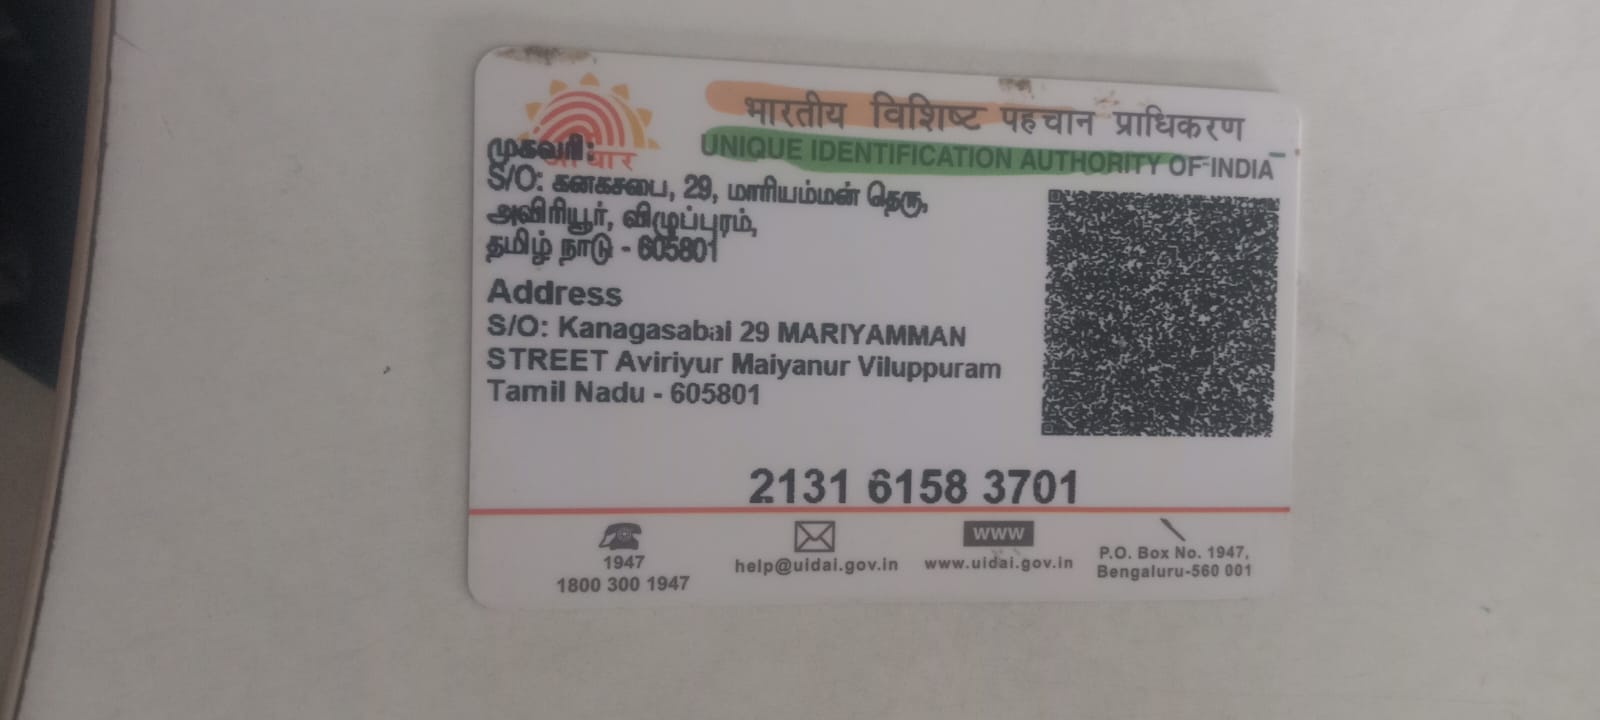 भारतीय विशिष्ट पहचान प्राधिकरण
UNIQUE IDENTIFICATION AUTHORITY OF INDIA
आधार
முகவரி:
S/O: கனகசபை, 29, மாரியம்மன் தெரு,
அவிரியூர், விழுப்புரம்,
தமிழ் நாடு - 605801
Address
S/O: Kanagasabai 29 MARIYAMMAN
STREET Aviriyur Maiyanur Viluppuram
Tamil Nadu - 605801
2131 6158 3701
1947
1800 300 1947
help@uidai.gov.in
www
www.uidai.gov.in
P.O. Box No. 1947,
Bengaluru-560 001